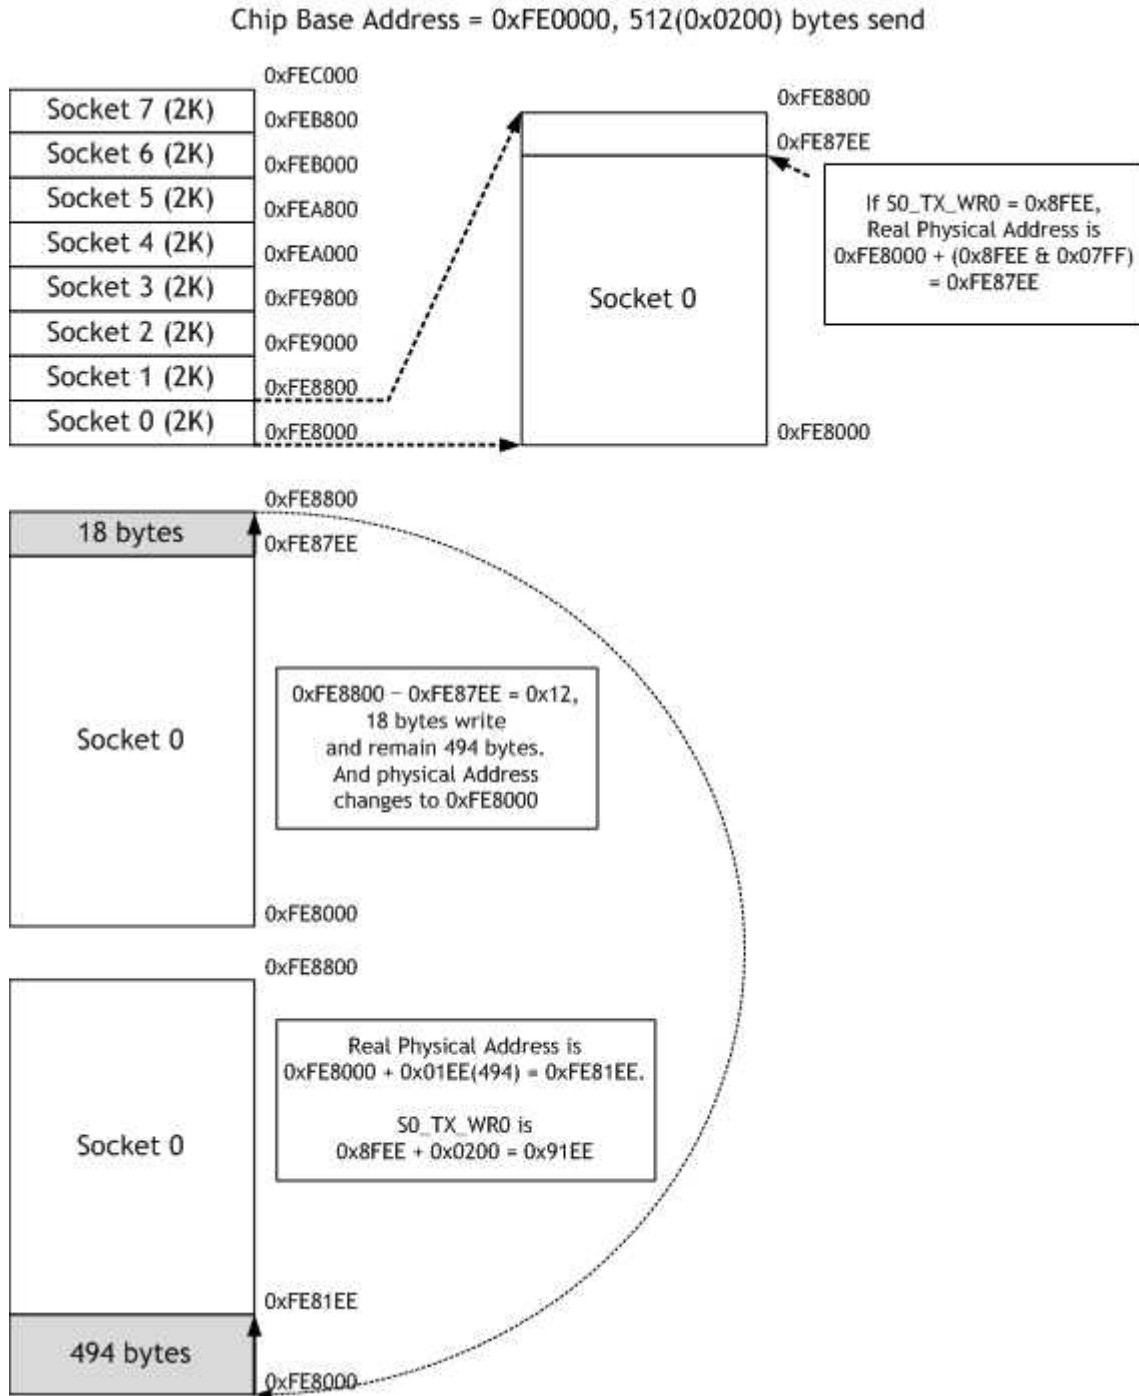 Chip Base Address = 0xFE0000, 512(0x0200) bytes send
0xFEC000
Socket 7 (2K)
0xFEB800
Socket 6 (2K)
0xFEB000
Socket 5 (2K)
0xFEA800
Socket 4 (2K)
0xFEA000
Socket 3 (2K)
0xFE9800
Socket 2 (2K)
0xFE9000
Socket 1 (2K)
0xFE8800
Socket 0 (2K)
0xFE8000
0xFE8800
0xFE87EE
Socket 0
0xFE8000
If S0_TX_WR0 = 0x8FEE,
Real Physical Address is
0xFE8000 + (0x8FEE & 0x07FF)
= 0xFE87EE
0xFE8800
18 bytes
0xFE87EE
Socket 0
0xFE8800 – 0xFE87EE = 0x12,
18 bytes write
and remain 494 bytes.
And physical Address
changes to 0xFE8000
0xFE8000
0xFE8800
Socket 0
Real Physical Address is
0xFE8000 + 0x01EE(494) = 0xFE81EE.
S0_TX_WR0 is
0x8FEE + 0x0200 = 0x91EE
0xFE81EE
494 bytes
0xFE8000